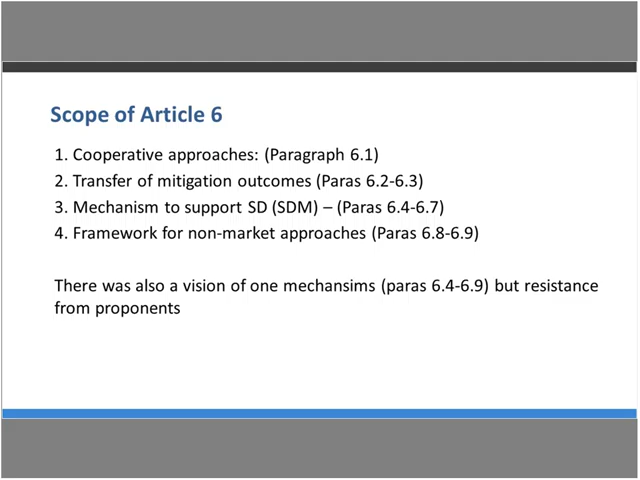 Scope of Article 6
1. Cooperative approaches: (Paragraph 6.1)
2. Transfer of mitigation outcomes (Paras 6.2-6.3)
3. Mechanism to support SD (SDM) – (Paras 6.4-6.7)
4. Framework for non-market approaches (Paras 6.8-6.9)
There was also a vision of one mechansims (paras 6.4-6.9) but resistance
from proponents